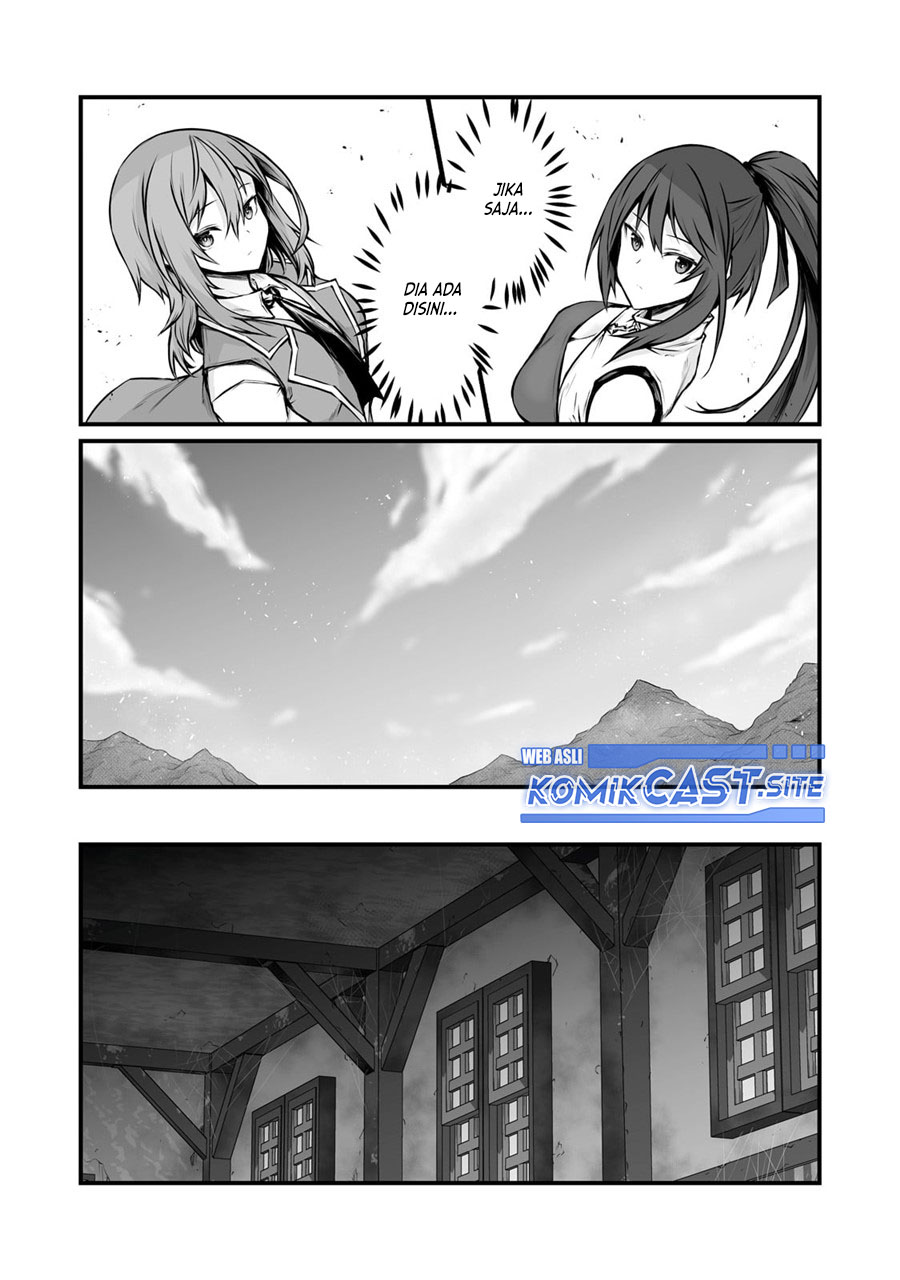 JIKA
SAJA...
DIA ADA
DISINI...
WEB ASLI
KOMIKCAST.SITE